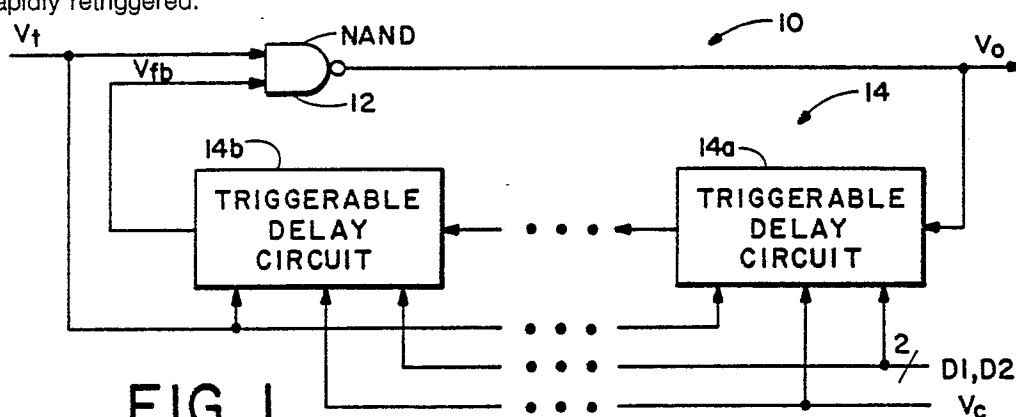 rapidly retriggered.
Vt
NAND
10
Vo
Vfb
12
14
14b
14a
TRIGGERABLE
DELAY
CIRCUIT
TRIGGERABLE
DELAY
CIRCUIT
2
D1,D2
Vc
FIG. 1